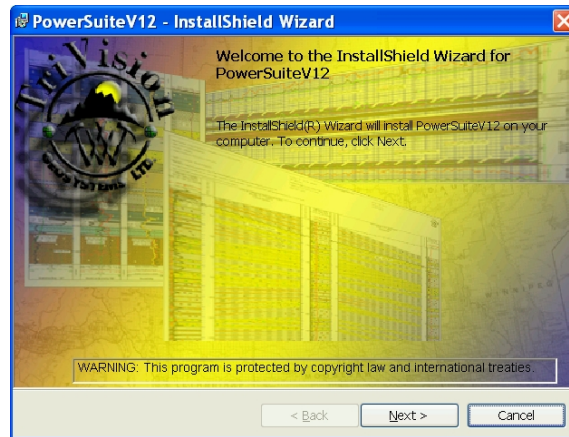 PowerSuiteV12 - InstallShield Wizard
Welcome to the InstallShield Wizard for
PowerSuiteV12
TriVision
GEOSYSTEMS LTD.
The InstallShield(R) Wizard will install PowerSuiteV12 on your
computer. To continue, click Next.
WARNING: This program is protected by copyright law and international treaties.
< Back
Next >
Cancel